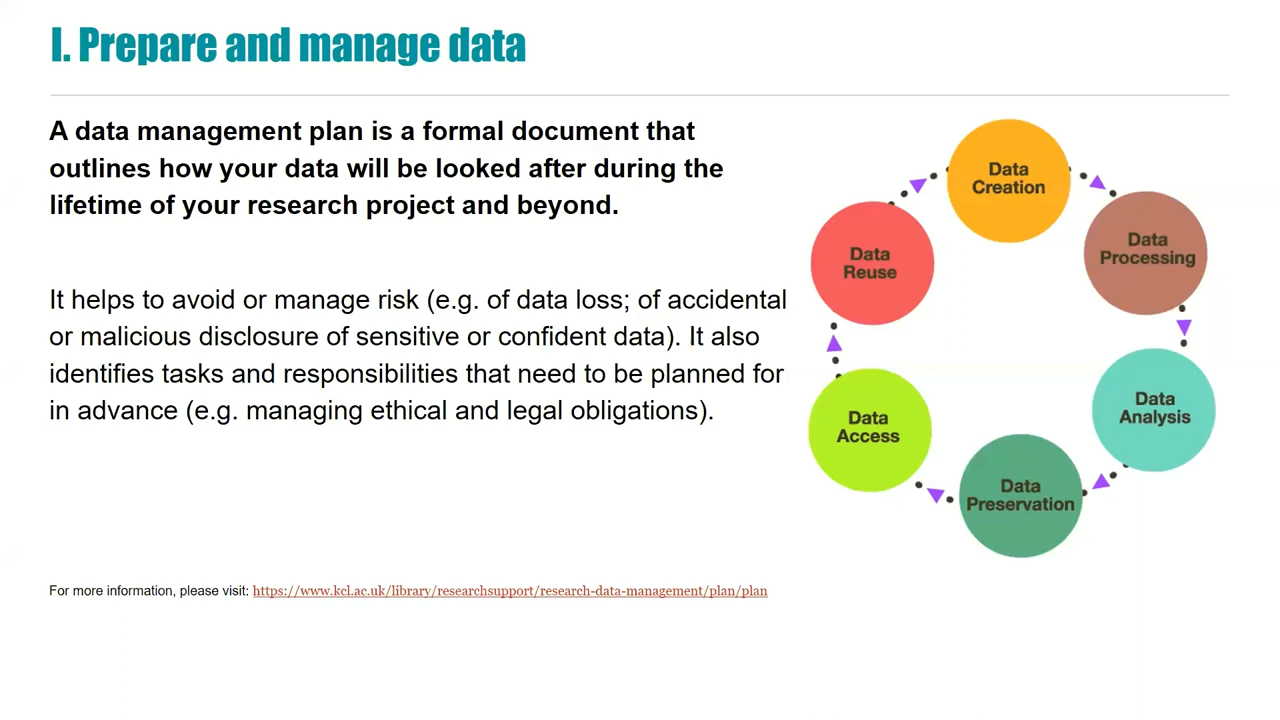 I. Prepare and manage data
A data management plan is a formal document that
outlines how your data will be looked after during the
lifetime of your research project and beyond.
It helps to avoid or manage risk (e.g. of data loss; of accidental
or malicious disclosure of sensitive or confident data). It also
identifies tasks and responsibilities that need to be planned for
in advance (e.g. managing ethical and legal obligations).
For more information, please visit: https://www.kcl.ac.uk/library/researchsupport/research-data-management/plan/plan
Data
Creation
Data
Processing
Data
Analysis
Data
Preservation
Data
Access
Data
Reuse